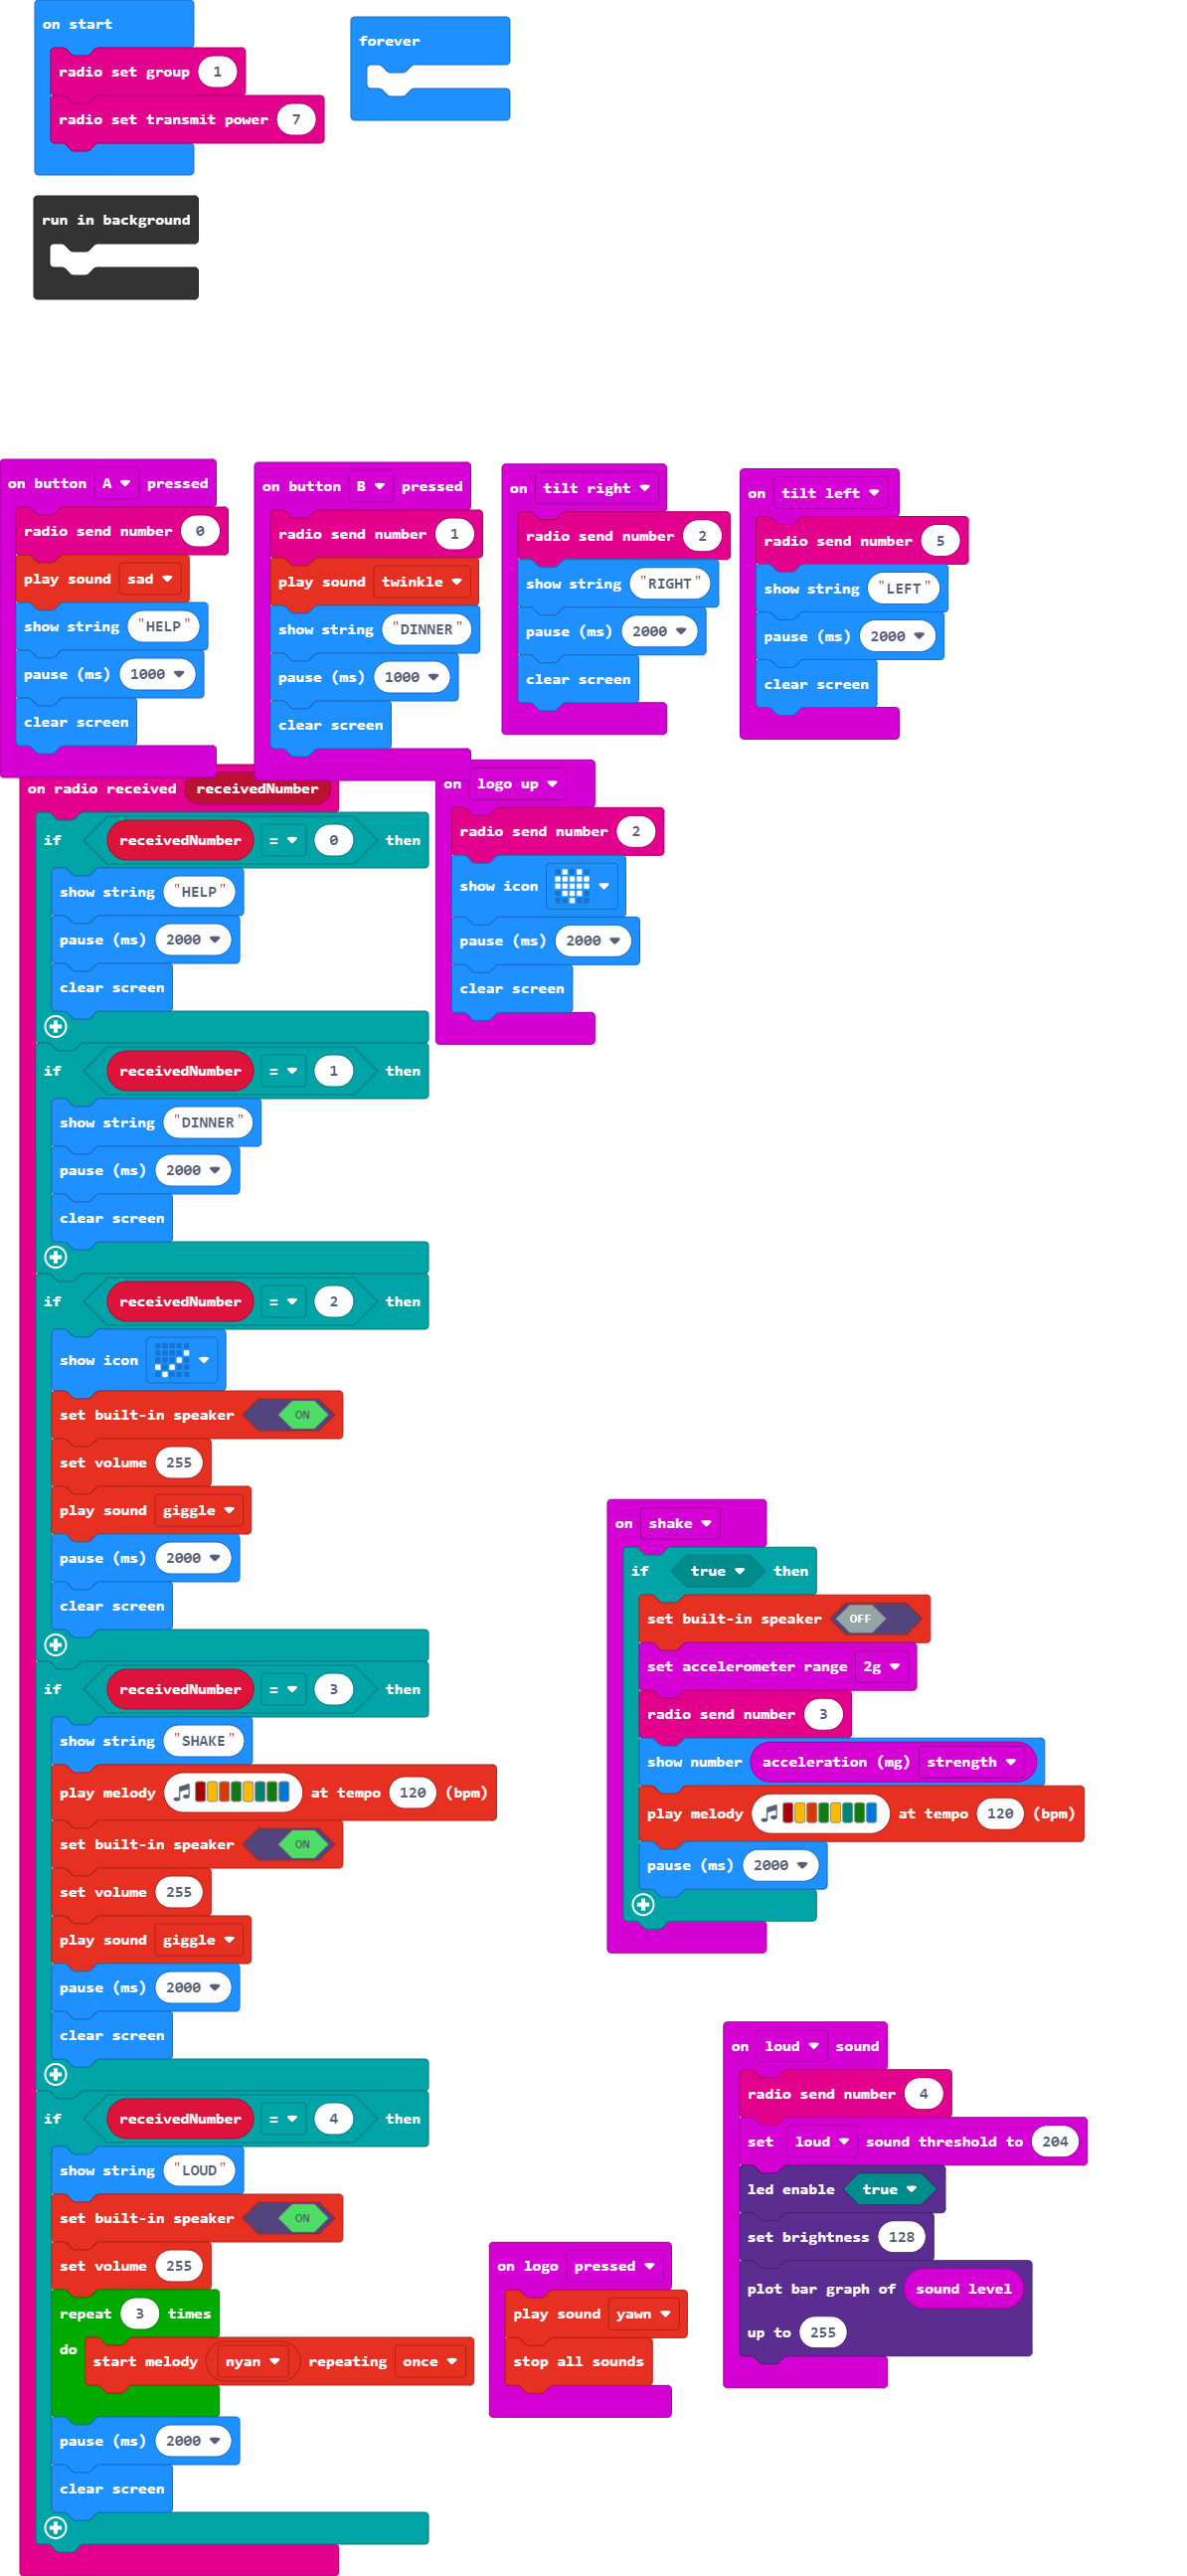 on start
radio set group 1
radio set transmit power 7
forever
run in background
on button A pressed
radio send number 0
play sound sad
show string "HELP"
pause (ms) 1000
clear screen
on button B pressed
radio send number 1
play sound twinkle
show string "DINNER"
pause (ms) 1000
clear screen
on tilt right
radio send number 2
show string "RIGHT"
pause (ms) 2000
clear screen
on tilt left
radio send number 5
show string "LEFT"
pause (ms) 2000
clear screen
on radio received receivedNumber
if receivedNumber = 0 then
show string "HELP"
pause (ms) 2000
clear screen
if receivedNumber = 1 then
show string "DINNER"
pause (ms) 2000
clear screen
if receivedNumber = 2 then
show icon
set built-in speaker ON
set volume 255
play sound giggle
pause (ms) 2000
clear screen
if receivedNumber = 3 then
show string "SHAKE"
play melody at tempo 120 (bpm)
set built-in speaker ON
set volume 255
play sound giggle
pause (ms) 2000
clear screen
if receivedNumber = 4 then
show string "LOUD"
set built-in speaker ON
set volume 255
repeat 3 times
do
start melody nyan repeating once
pause (ms) 2000
clear screen
on logo up
radio send number 2
show icon
pause (ms) 2000
clear screen
on shake
if true then
set built-in speaker OFF
set accelerometer range 2g
radio send number 3
show number acceleration (mg) strength
play melody at tempo 120 (bpm)
pause (ms) 2000
on loud sound
radio send number 4
set loud sound threshold to 204
led enable true
set brightness 128
plot bar graph of sound level
up to 255
on logo pressed
play sound yawn
stop all sounds